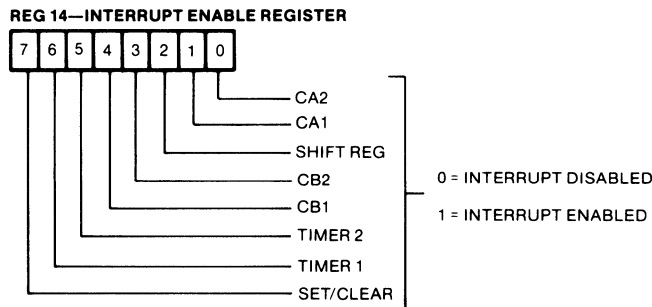 REG 14—INTERRUPT ENABLE REGISTER
7 6 5 4 3 2 1 0
CA2
CA1
SHIFT REG
CB2
CB1
TIMER 2
TIMER 1
SET/CLEAR
0 = INTERRUPT DISABLED
1 = INTERRUPT ENABLED